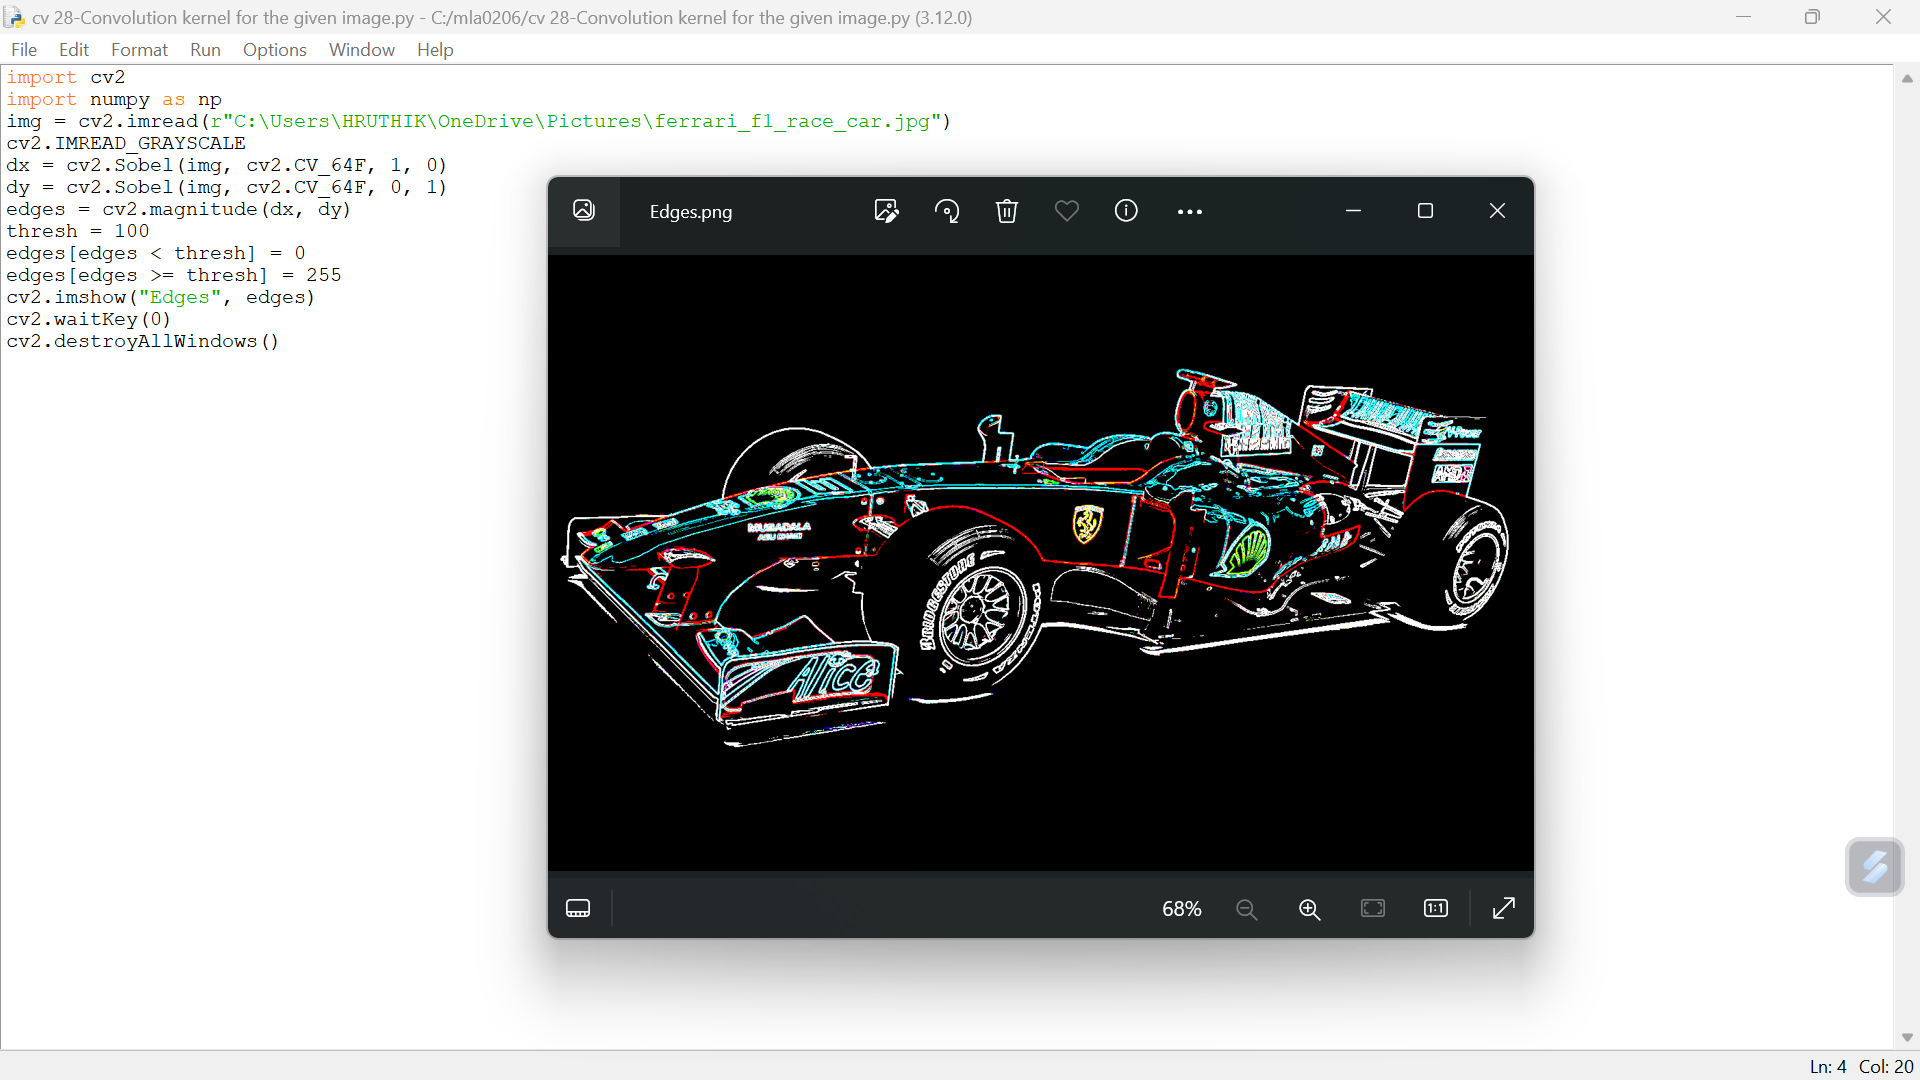 cv 28-Convolution kernel for the given image.py - C:/mla0206/cv 28-Convolution kernel for the given image.py (3.12.0)
File Edit Format Run Options Window Help
import cv2
import numpy as np
img = cv2.imread(r"C:\Users\HRUTHIK\OneDrive\Pictures\ferrari_f1_race_car.jpg")
cv2.IMREAD_GRAYSCALE
dx = cv2.Sobel(img, cv2.CV_64F, 1, 0)
dy = cv2.Sobel(img, cv2.CV_64F, 0, 1)
edges = cv2.magnitude(dx, dy)
thresh = 100
edges[edges < thresh] = 0
edges[edges >= thresh] = 255
cv2.imshow("Edges", edges)
cv2.waitKey(0)
cv2.destroyAllWindows()
Edges.png
MUBADALA
ABU DHABI
BRIDGESTONE
Alice
68%
1:1
Ln: 4 Col: 20